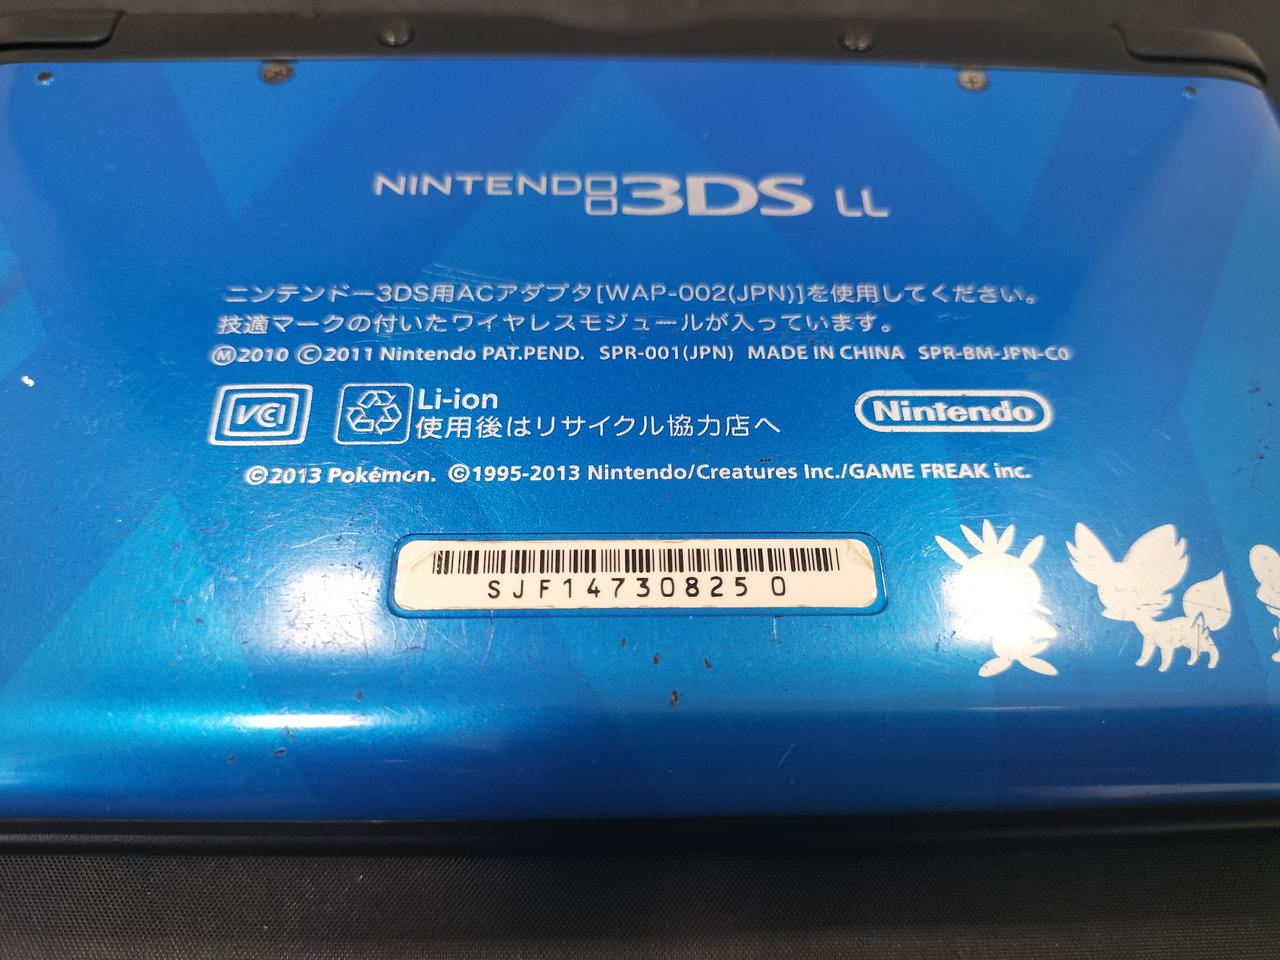 NINTENDO3DS LL
ニンテンドー3DS用ACアダプタ[WAP-002(JPN)]を使用してください。
技適マークの付いたワイヤレスモジュールが入っています。
Ⓜ2010 ©2011 Nintendo PAT.PEND. SPR-001(JPN) MADE IN CHINA SPR-BM-JPN-C0
VCI
Li-ion
使用後はリサイクル協力店へ
Nintendo
©2013 Pokémon. ©1995-2013 Nintendo/Creatures Inc./GAME FREAK inc.
SJF14730825 0